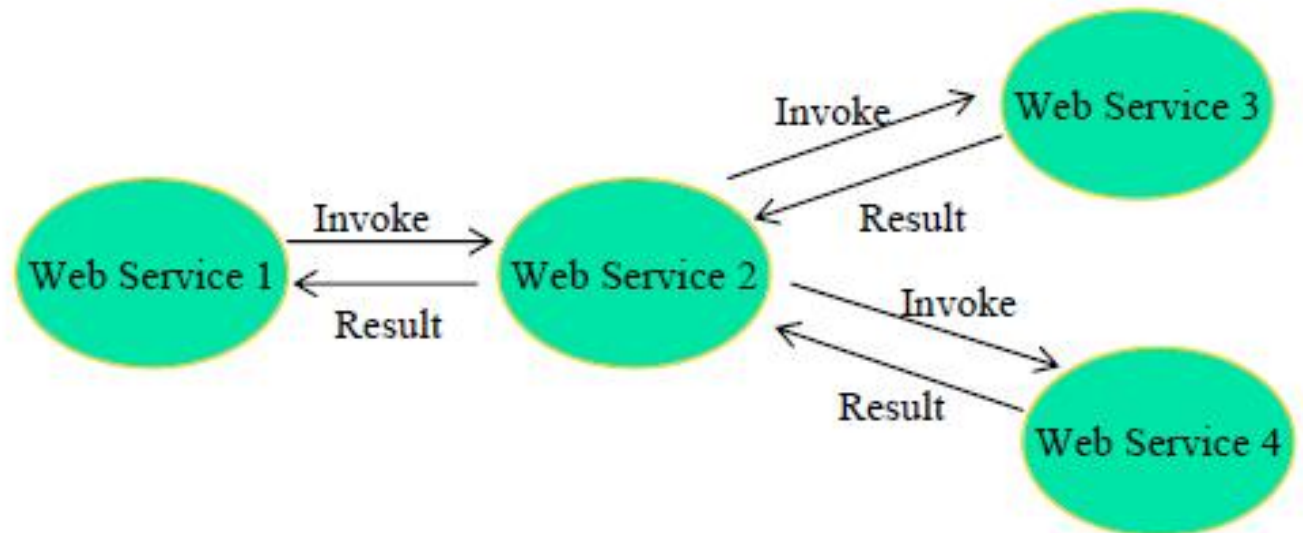 Web Service 1
Invoke
Result
Web Service 2
Invoke
Result
Web Service 3
Invoke
Result
Web Service 4